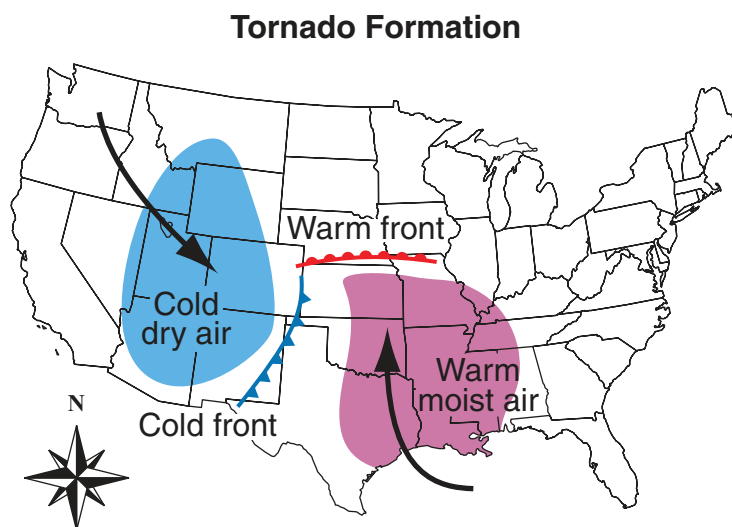 Tornado Formation
Warm front
Cold
dry air
Warm
moist air
Cold front
N